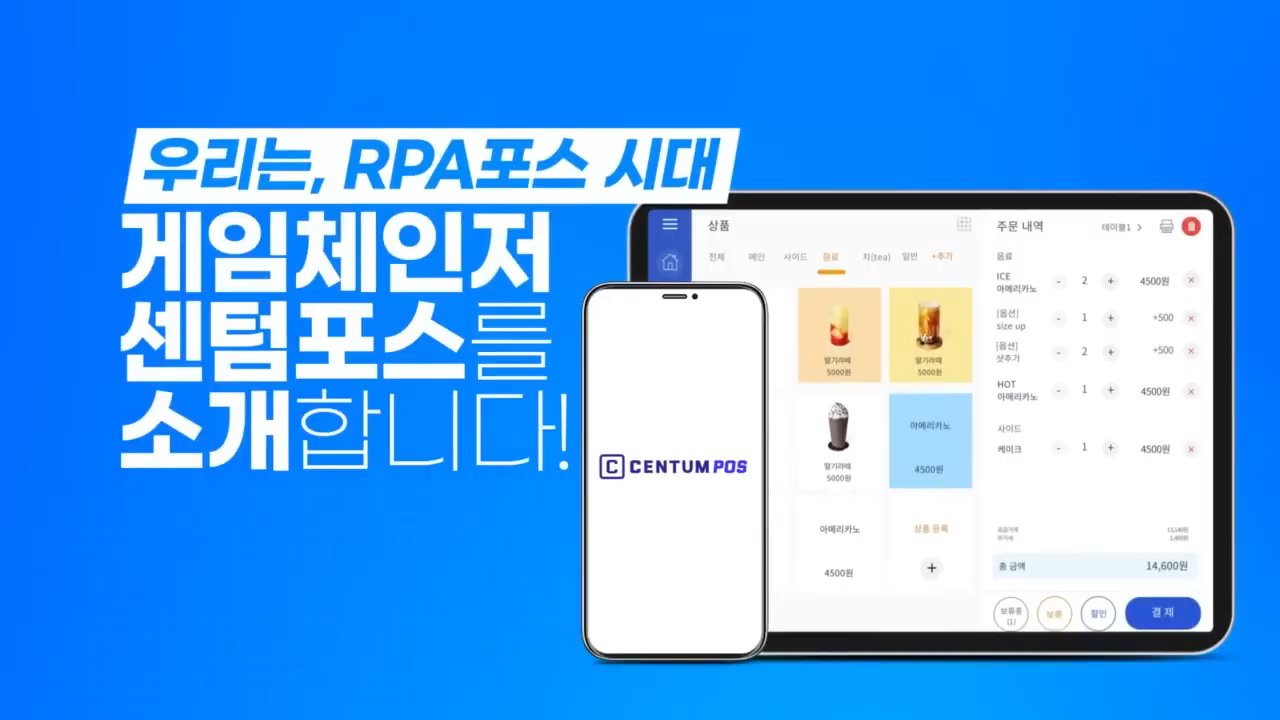 우리는, RPA포스 시대
게임체인저
센텀포스를
소개합니다!
CENTUM POS
상품
전체 메인 사이드 음료 차(tea) 일반 +추가
딸기라떼
5000원
딸기라떼
5000원
딸기라떼
5000원
아메리카노
4500원
아메리카노
4500원
상품 등록
+
주문 내역
테이블1 >
음료
ICE
아메리카노
- 2 + 4500원 ×
[옵션]
size up
- 1 + +500 ×
[옵션]
샷추가
- 2 + +500 ×
HOT
아메리카노
- 1 + 4500원 ×
사이드
케이크 - 1 + 4500원 ×
공급가액
부가세
총 금액 14,600원
보류중
(1)
보류
할인
결제